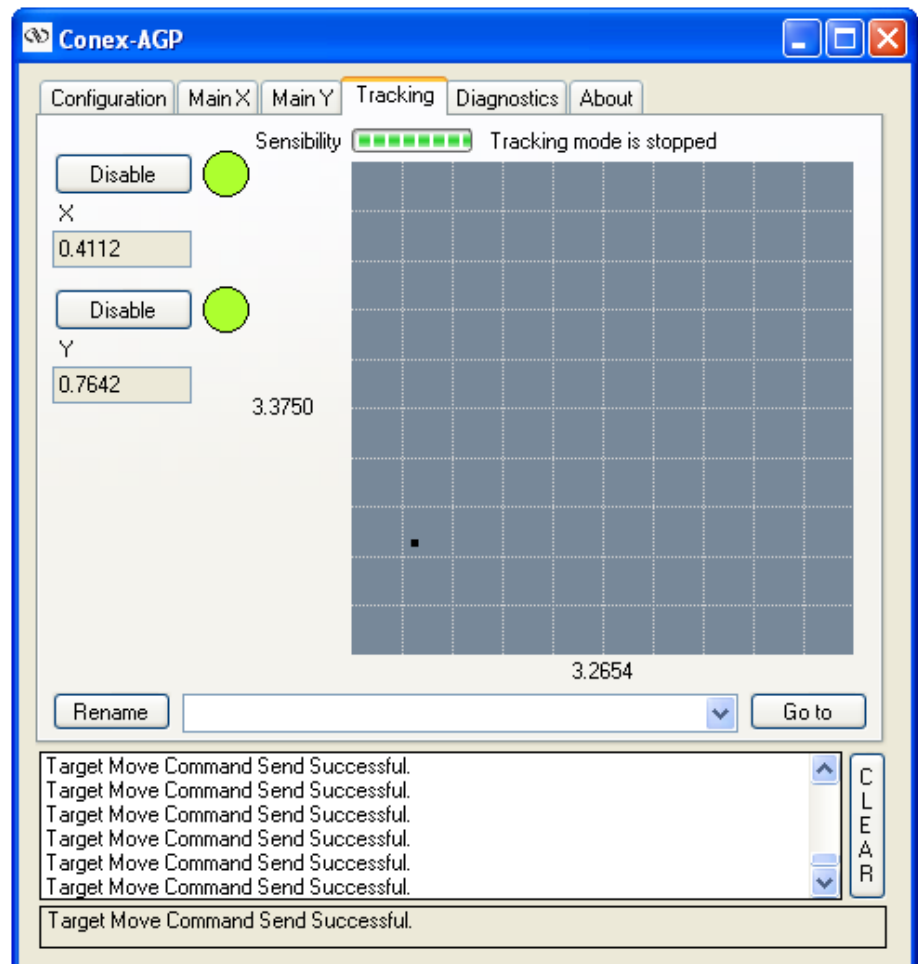 Conex-AGP
Configuration Main X Main Y Tracking Diagnostics About
Sensibility Tracking mode is stopped
Disable
X
0.4112
Disable
Y
0.7642
3.3750
3.2654
Rename Go to
Target Move Command Send Successful.
Target Move Command Send Successful.
Target Move Command Send Successful.
Target Move Command Send Successful.
Target Move Command Send Successful.
Target Move Command Send Successful.
CLEAR
Target Move Command Send Successful.